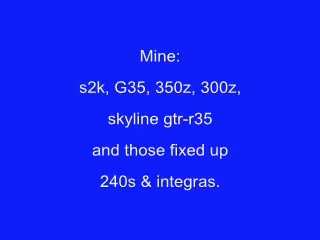 Mine:
s2k, G35, 350z, 300z,
skyline gtr-r35
and those fixed up
240s & integras.